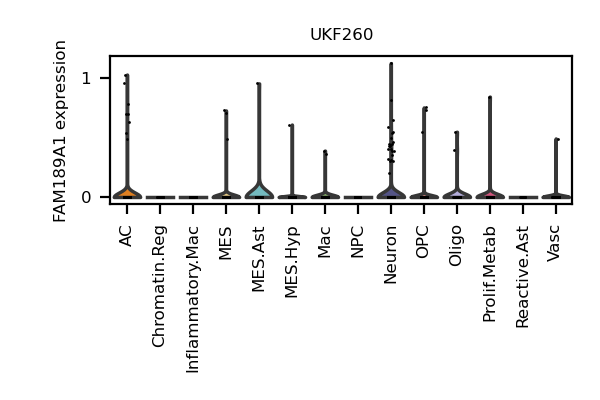 UKF260
FAM189A1 expression
1
0
AC
Chromatin.Reg
Inflammatory.Mac
MES
MES.Ast
MES.Hyp
Mac
NPC
Neuron
OPC
Oligo
Prolif.Metab
Reactive.Ast
Vasc